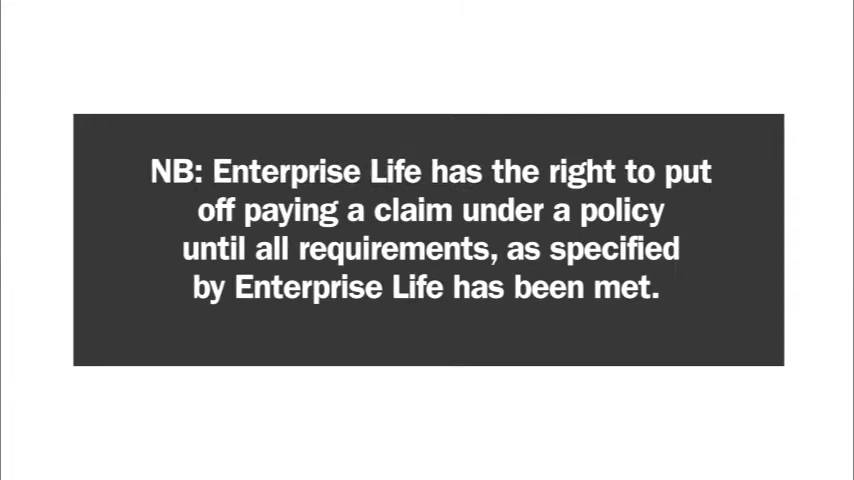 NB: Enterprise Life has the right to put
off paying a claim under a policy
until all requirements, as specified
by Enterprise Life has been met.